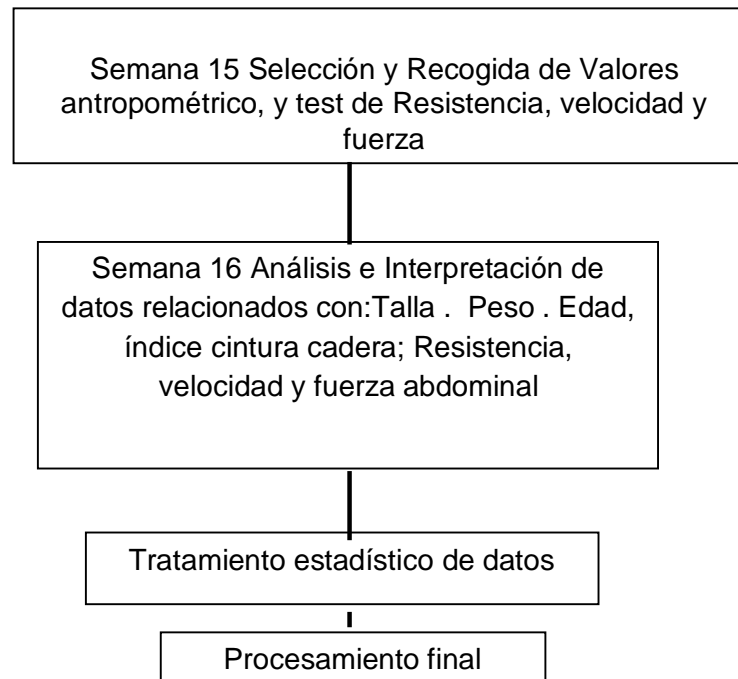 Semana 15 Selección y Recogida de Valores
antropométrico, y test de Resistencia, velocidad y
fuerza
Semana 16 Análisis e Interpretación de
datos relacionados con:Talla . Peso . Edad,
índice cintura cadera; Resistencia,
velocidad y fuerza abdominal
Tratamiento estadístico de datos
Procesamiento final